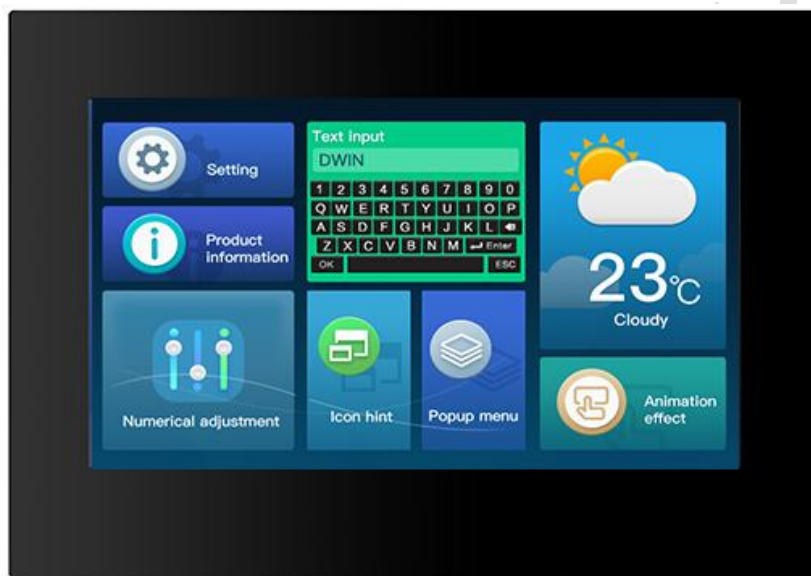 Setting
Product
information
Text input
DWIN
1 2 3 4 5 6 7 8 9 0
Q W E R T Y U I O P
A S D F G H J K L
Z X C V B N M Enter
OK ESC
23°C
Cloudy
Numerical adjustment
Icon hint
Popup menu
Animation
effect